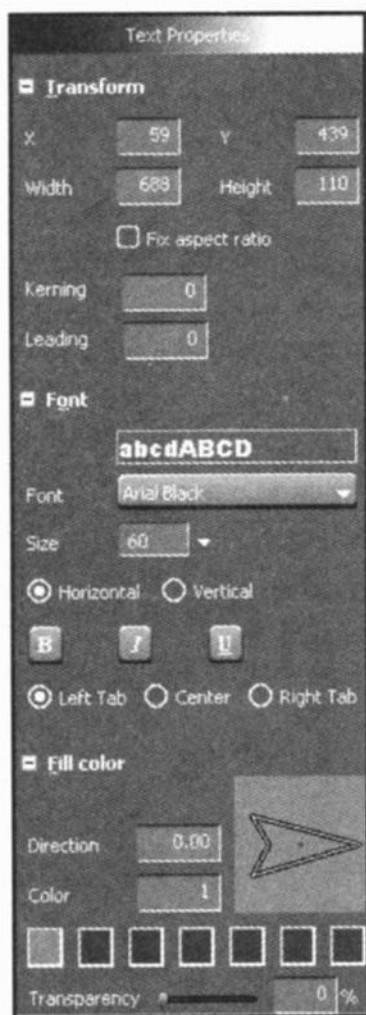 Text Properties
Transform
X 59 Y 439
Width 688 Height 110
Fix aspect ratio
Kerning 0
Leading 0
Font
abcdABCD
Font Arial Black
Size 60
Horizontal Vertical
B I U
Left Tab Center Right Tab
Fill color
Direction 0.00
Color 1
Transparency 0 %